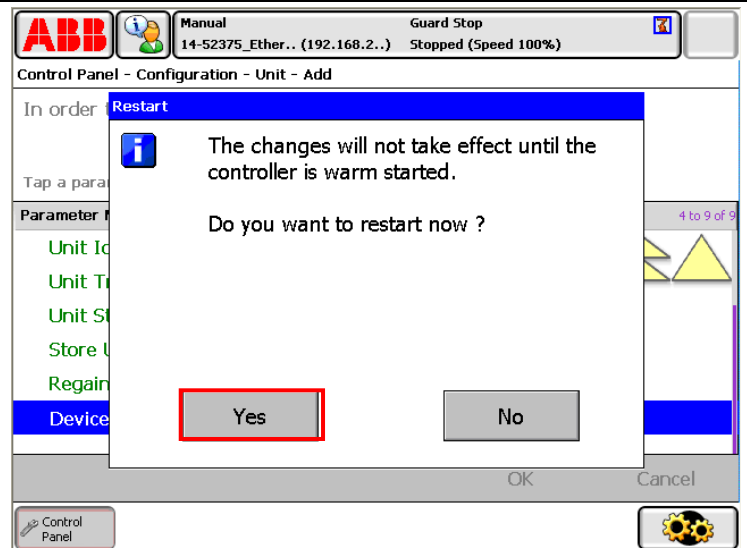 ABB
Manual
Guard Stop
14-52375_Ether.. (192.168.2..)
Stopped (Speed 100%)
Control Panel - Configuration - Unit - Add
In order
Restart
The changes will not take effect until the
controller is warm started.
Do you want to restart now ?
Tap a para
Parameter
4 to 9 of 9
Unit
Unit
Unit
Store
Regain
Device
Yes
No
OK
Cancel
Control
Panel